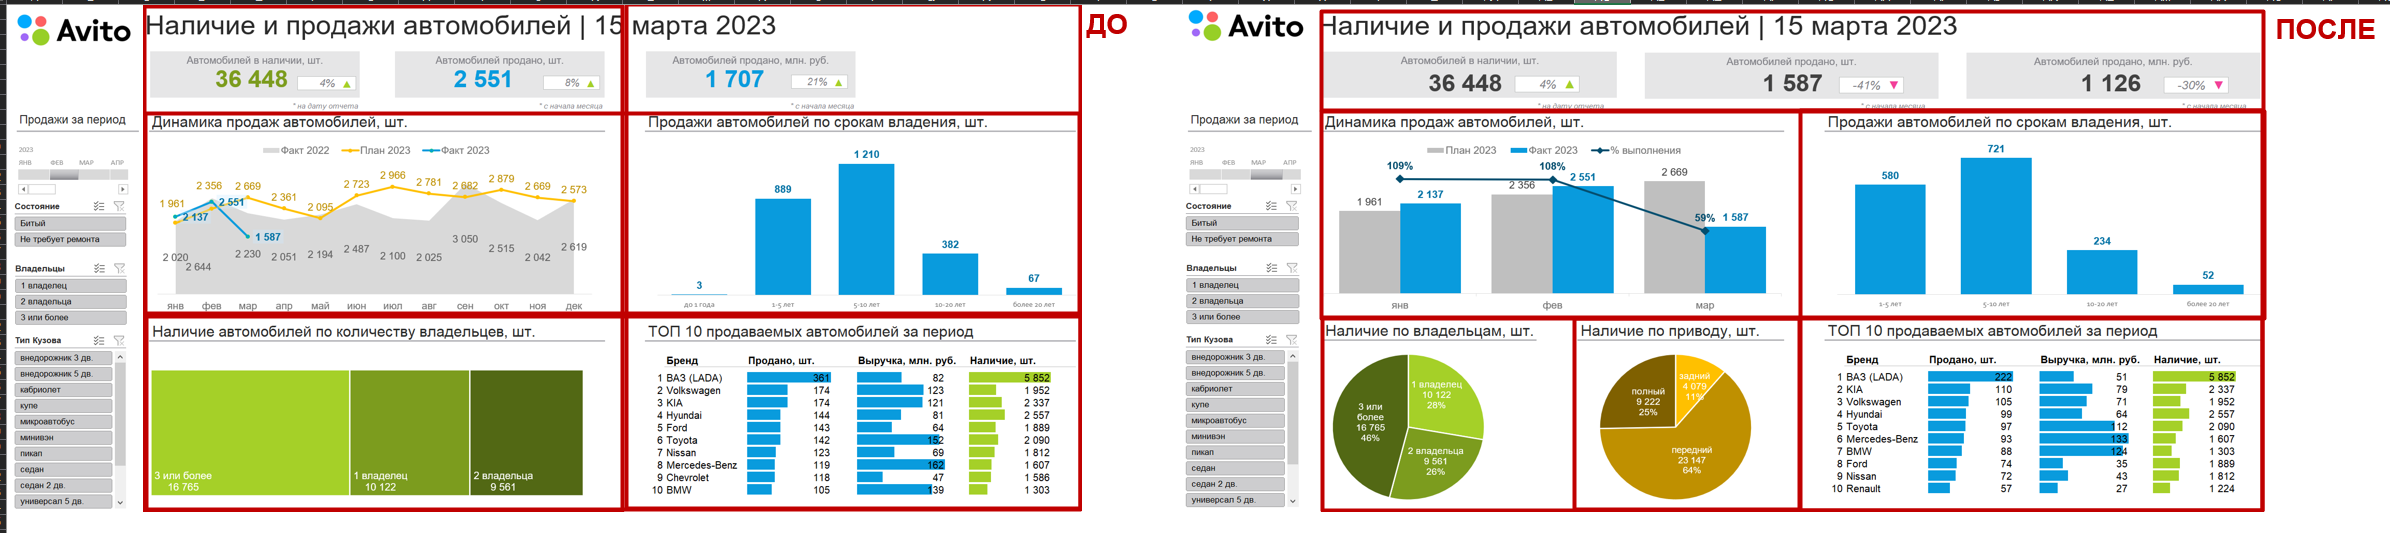 Avito
Наличие и продажи автомобилей | 15 марта 2023
ДО
Автомобилей в наличии, шт.
36 448
4% ▲
* на дату отчета
Автомобилей продано, шт.
2 551
8% ▲
* с начала месяца
Автомобилей продано, млн. руб.
1 707
21% ▲
* с начала месяца
Продажи за период
2023
ЯНВ ФЕВ МАР АПР
Состояние
Битый
Не требует ремонта
Владельцы
1 владелец
2 владельца
3 или более
Тип Кузова
внедорожник 3 дв.
внедорожник 5 дв.
кабриолет
купе
микроавтобус
минивэн
пикап
седан
седан 2 дв.
универсал 5 дв.
Динамика продаж автомобилей, шт.
Факт 2022 План 2023 Факт 2023
1 961 2 356 2 669 2 361 2 095 2 723 2 966 2 781 2 682 2 879 2 669 2 573
2 137 2 551 1 587
2 020 2 644 2 230 2 051 2 194 2 487 2 100 2 025 3 050 2 515 2 042 2 619
янв фев мар апр май июн июл авг сен окт ноя дек
Продажи автомобилей по срокам владения, шт.
3 889 1 210 382 67
до 1 года 1-5 лет 5-10 лет 10-20 лет более 20 лет
Наличие автомобилей по количеству владельцев, шт.
3 или более
16 765
1 владелец
10 122
2 владельца
9 561
ТОП 10 продаваемых автомобилей за период
Бренд Продано, шт. Выручка, млн. руб. Наличие, шт.
1 ВАЗ (LADA) 361 82 5 852
2 Volkswagen 174 123 1 952
3 KIA 174 121 2 337
4 Hyundai 144 81 2 557
5 Ford 143 64 1 889
6 Toyota 142 152 2 090
7 Nissan 123 69 1 812
8 Mercedes-Benz 119 162 1 607
9 Chevrolet 118 47 1 586
10 BMW 105 139 1 303
Avito
Наличие и продажи автомобилей | 15 марта 2023
ПОСЛЕ
Автомобилей в наличии, шт.
36 448
4% ▲
* на дату отчета
Автомобилей продано, шт.
1 587
-41% ▼
* с начала месяца
Автомобилей продано, млн. руб.
1 126
-30% ▼
* с начала месяца
Продажи за период
2023
ЯНВ ФЕВ МАР АПР
Состояние
Битый
Не требует ремонта
Владельцы
1 владелец
2 владельца
3 или более
Тип Кузова
внедорожник 3 дв.
внедорожник 5 дв.
кабриолет
купе
микроавтобус
минивэн
пикап
седан
седан 2 дв.
универсал 5 дв.
Динамика продаж автомобилей, шт.
План 2023 Факт 2023 % выполнения
109% 108% 59%
1 961 2 137 2 356 2 551 2 669 1 587
янв фев мар
Продажи автомобилей по срокам владения, шт.
580 721 234 52
1-5 лет 5-10 лет 10-20 лет более 20 лет
Наличие по владельцам, шт.
1 владелец
10 122
28%
2 владельца
9 561
26%
3 или
более
16 765
46%
Наличие по приводу, шт.
задний
4 079
11%
полный
9 222
25%
передний
23 147
64%
ТОП 10 продаваемых автомобилей за период
Бренд Продано, шт. Выручка, млн. руб. Наличие, шт.
1 ВАЗ (LADA) 222 51 5 852
2 KIA 110 79 2 337
3 Volkswagen 105 71 1 952
4 Hyundai 99 64 2 557
5 Toyota 97 112 2 090
6 Mercedes-Benz 93 133 1 607
7 BMW 88 124 1 303
8 Ford 74 35 1 889
9 Nissan 72 43 1 812
10 Renault 57 27 1 224